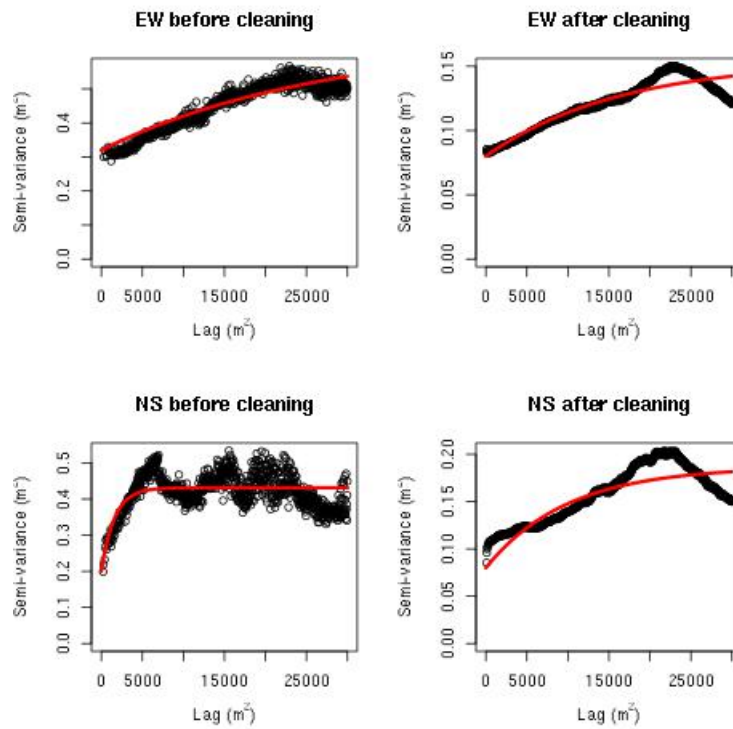 EW before cleaning
Semi-variance (m²)
0.0 0.2 0.4
0 5000 15000 25000
Lag (m²)
EW after cleaning
Semi-variance (m²)
0.00 0.05 0.10 0.15
0 5000 15000 25000
Lag (m²)
NS before cleaning
Semi-variance (m²)
0.0 0.1 0.2 0.3 0.4 0.5
0 5000 15000 25000
Lag (m²)
NS after cleaning
Semi-variance (m²)
0.00 0.05 0.10 0.15 0.20
0 5000 15000 25000
Lag (m²)